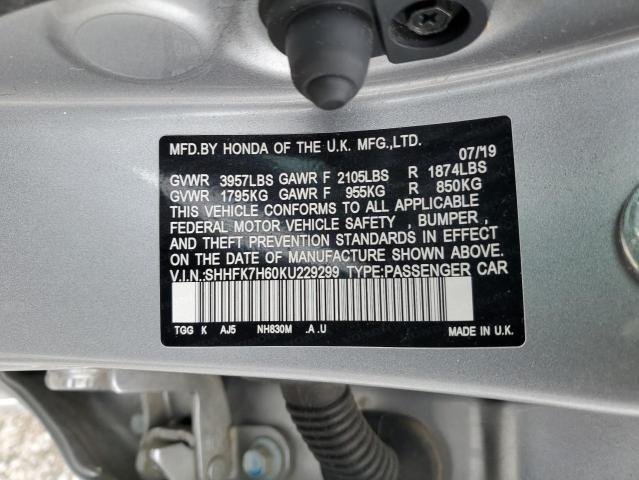 MFD.BY HONDA OF THE U.K. MFG.,LTD.
07/19
GVWR 3957LBS GAWR F 2105LBS R 1874LBS
GVWR 1795KG GAWR F 955KG R 850KG
THIS VEHICLE CONFORMS TO ALL APPLICABLE
FEDERAL MOTOR VEHICLE SAFETY , BUMPER ,
AND THEFT PREVENTION STANDARDS IN EFFECT
ON THE DATE OF MANUFACTURE SHOWN ABOVE.
V.I.N.:SHHFK7H60KU229299 TYPE:PASSENGER CAR
TGG K AJ5 NH830M .A .U MADE IN U.K.